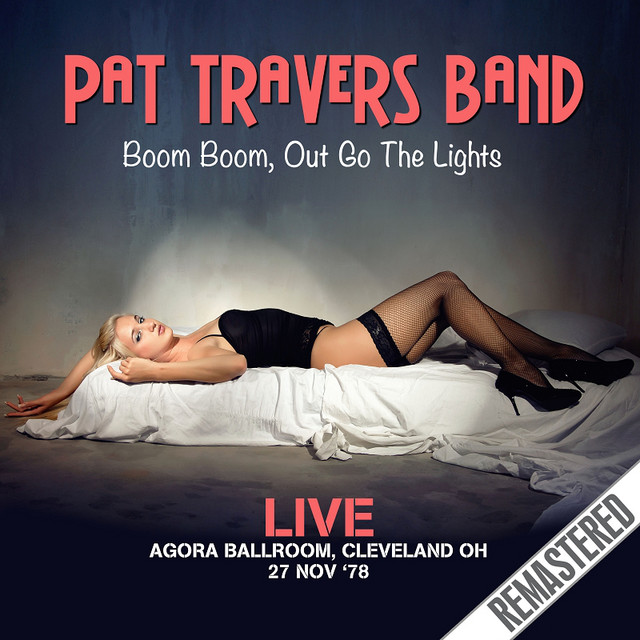 PAT TRAVERS BAND
Boom Boom, Out Go The Lights
LIVE
AGORA BALLROOM, CLEVELAND OH
27 NOV ‘78
REMASTERED